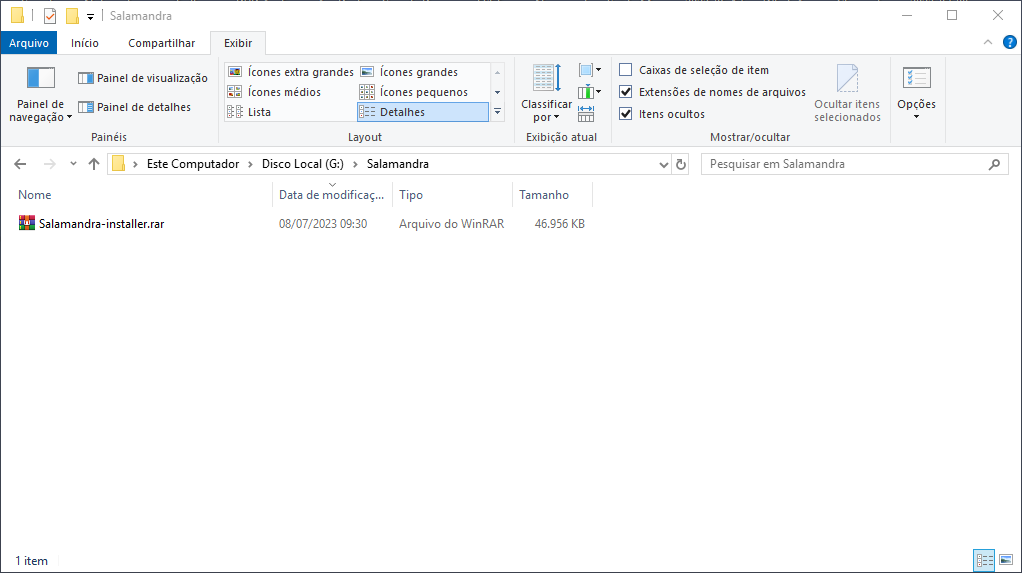 Salamandra
Arquivo Início Compartilhar Exibir
Painel de navegação
Painel de visualização
Painel de detalhes
Painéis
Ícones extra grandes Ícones grandes
Ícones médios Ícones pequenos
Lista Detalhes
Layout
Classificar por
Exibição atual
Caixas de seleção de item
Extensões de nomes de arquivos
Itens ocultos
Ocultar itens selecionados
Mostrar/ocultar
Opções
Este Computador > Disco Local (G:) > Salamandra
Pesquisar em Salamandra
Nome Data de modificaç... Tipo Tamanho
Salamandra-installer.rar 08/07/2023 09:30 Arquivo do WinRAR 46.956 KB
1 item